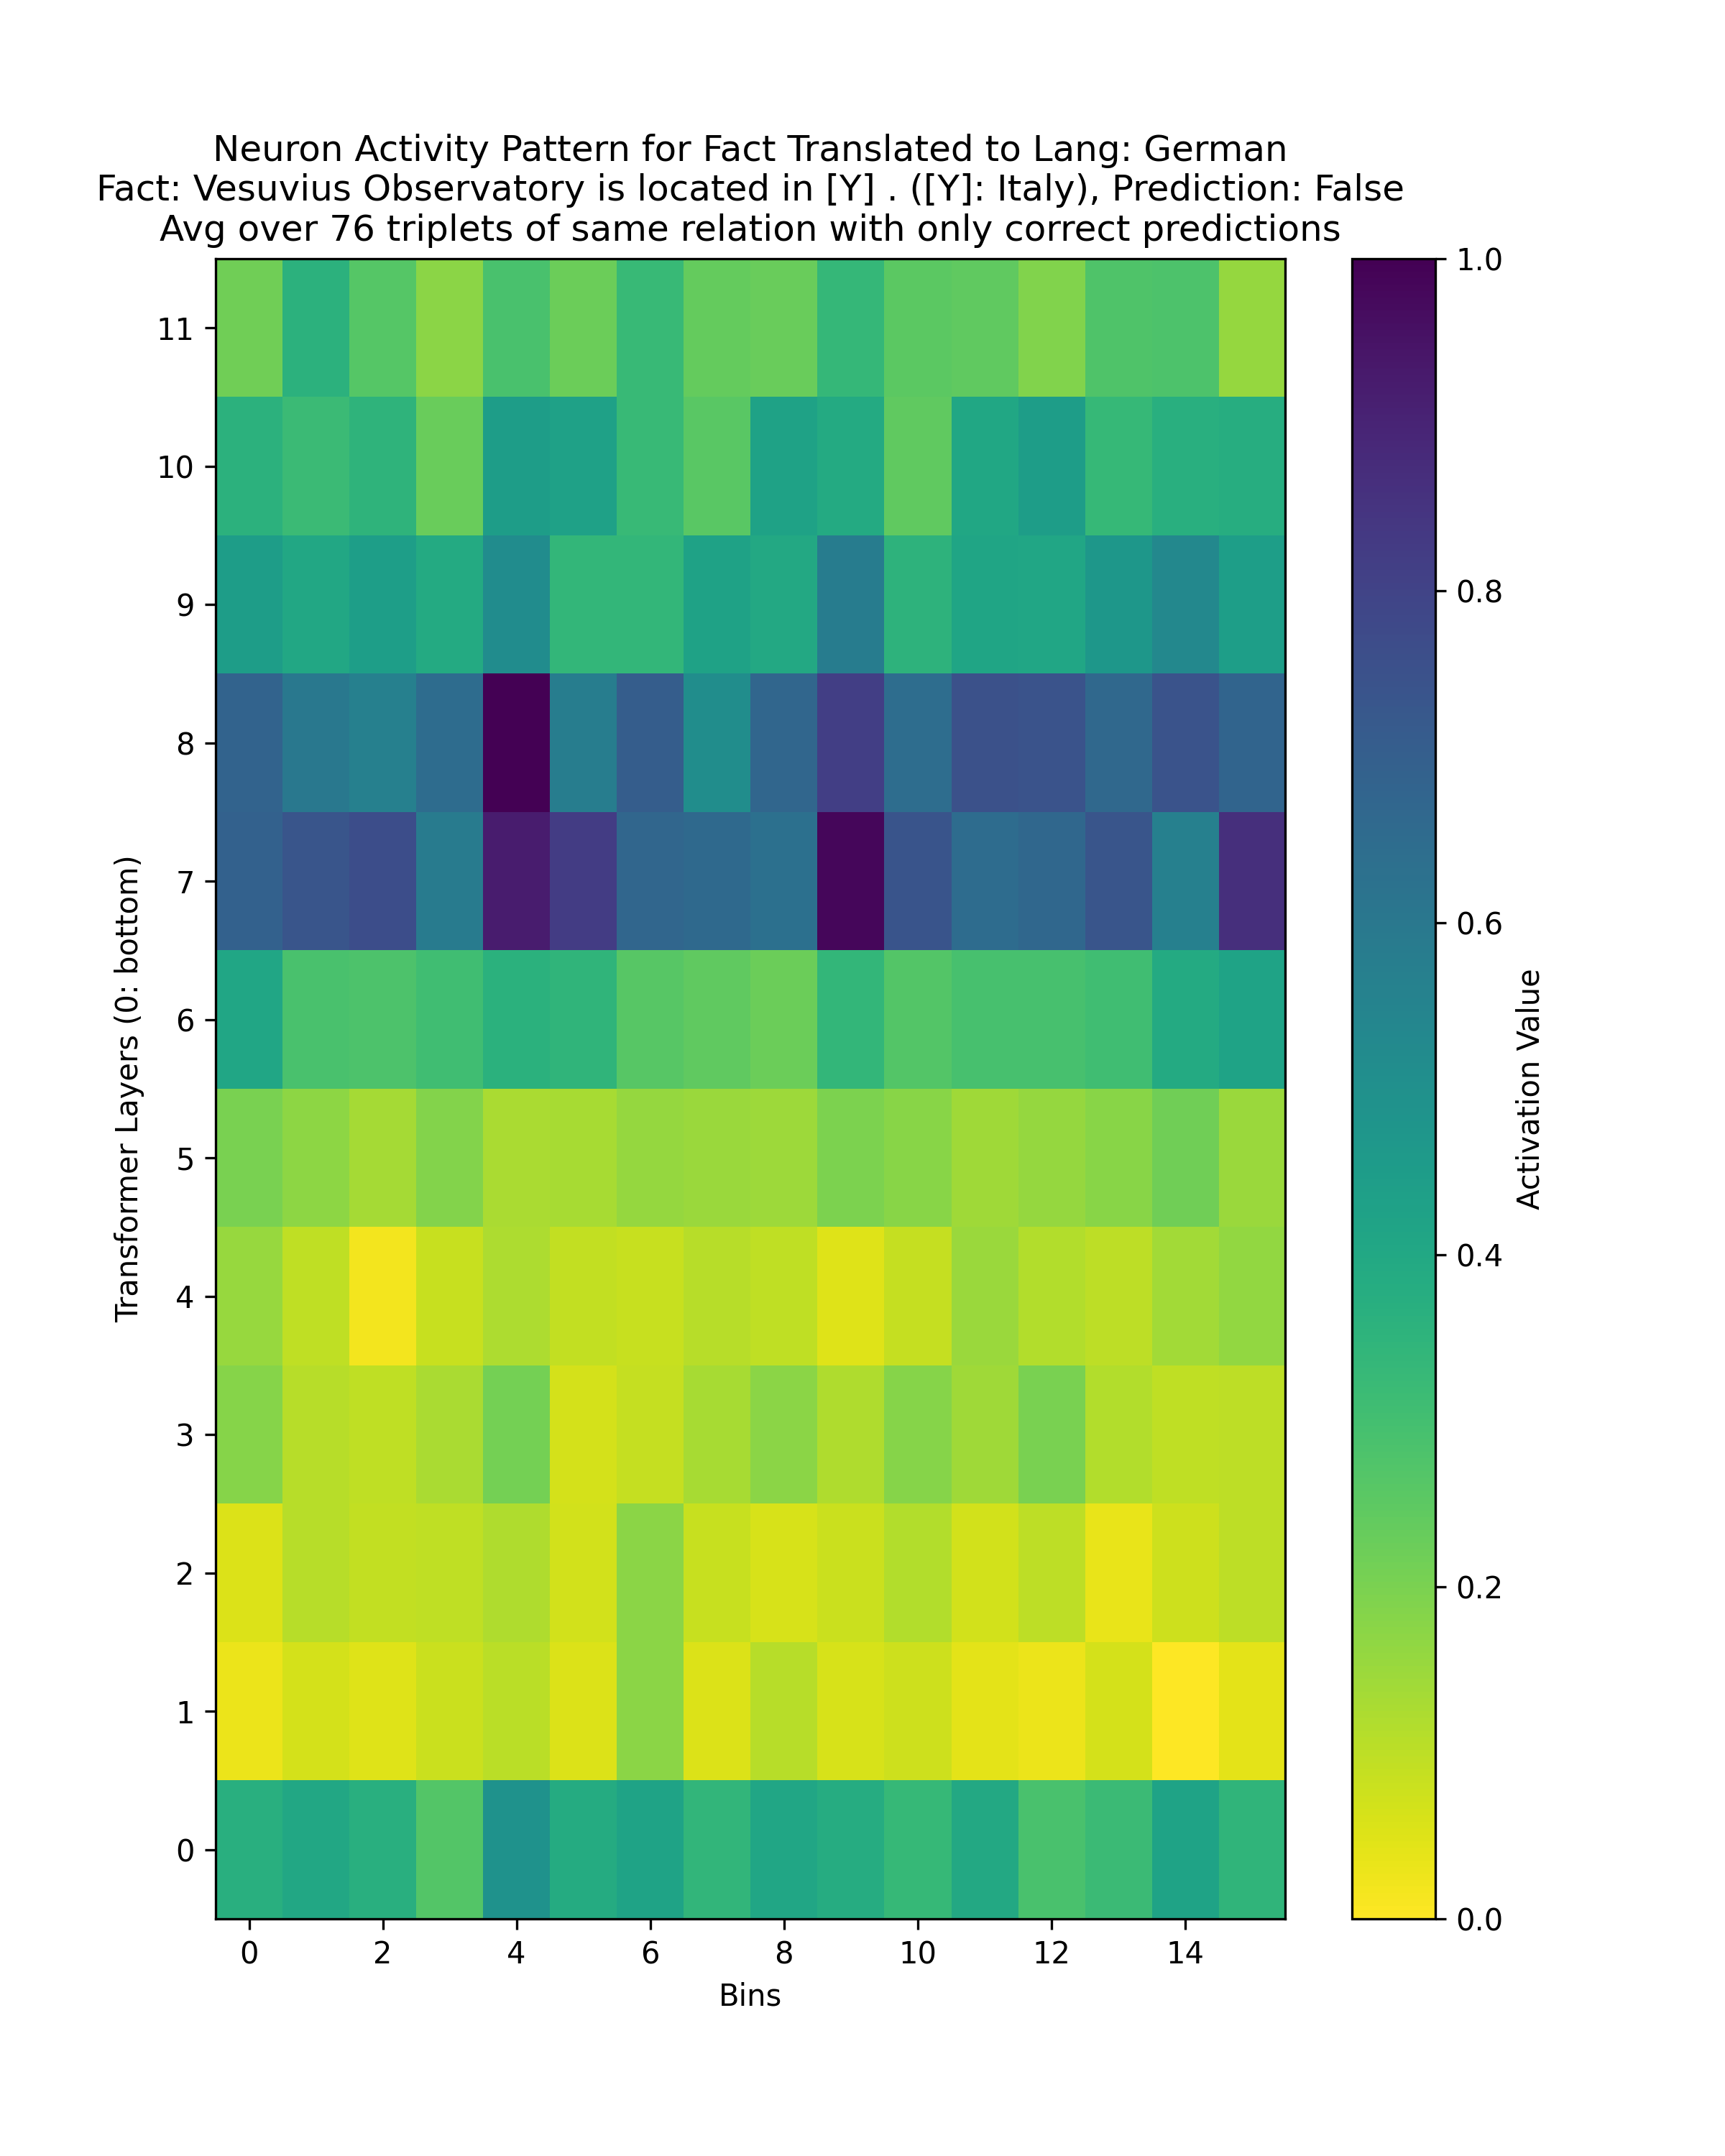 Neuron Activity Pattern for Fact Translated to Lang: German
Fact: Vesuvius Observatory is located in [Y] . ([Y]: Italy), Prediction: False
Avg over 76 triplets of same relation with only correct predictions
Transformer Layers (0: bottom)
11
10
9
8
7
6
5
4
3
2
1
0
0 2 4 6 8 10 12 14
Bins
1.0
0.8
0.6
0.4
0.2
0.0
Activation Value